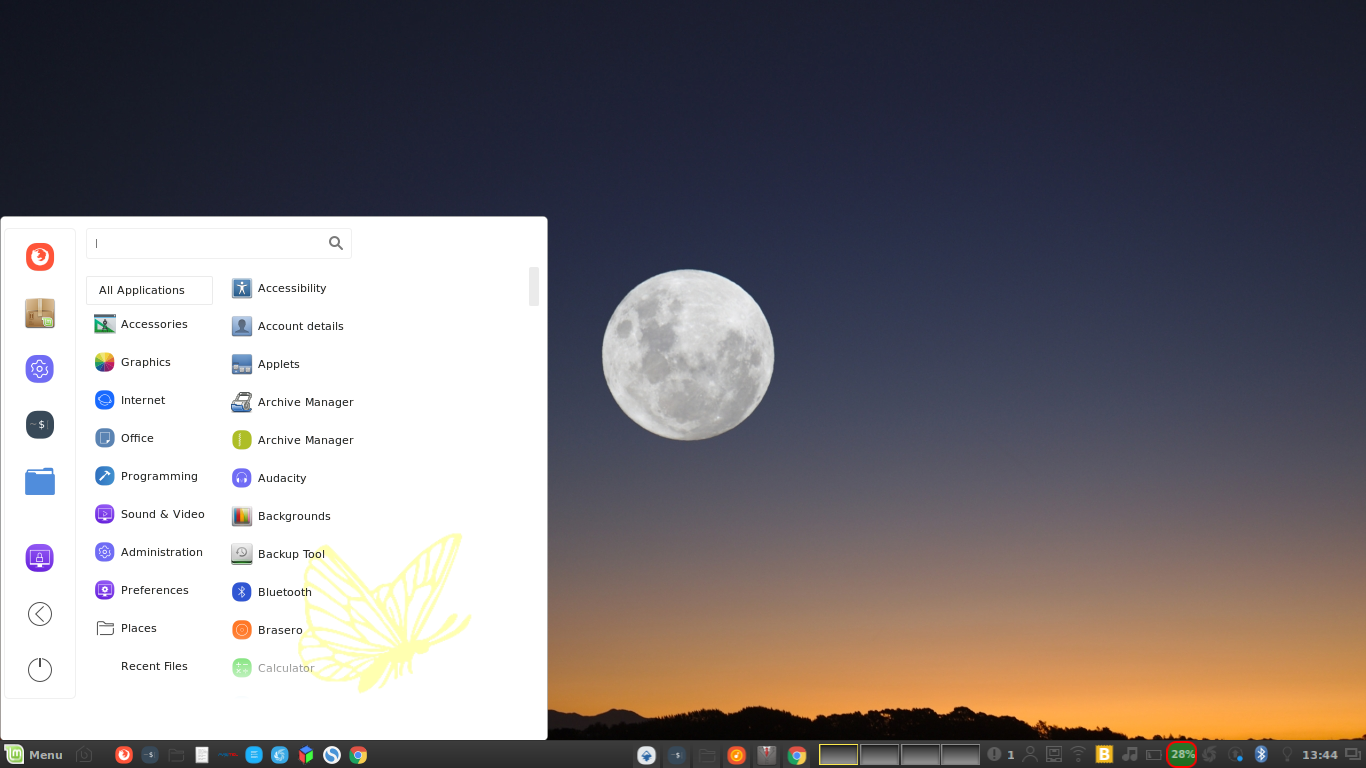 All Applications
Accessories
Graphics
Internet
Office
Programming
Sound & Video
Administration
Preferences
Places
Recent Files
Accessibility
Account details
Applets
Archive Manager
Archive Manager
Audacity
Backgrounds
Backup Tool
Bluetooth
Brasero
Calculator
~$
Menu
~$
~$
1
B
28%
13:44